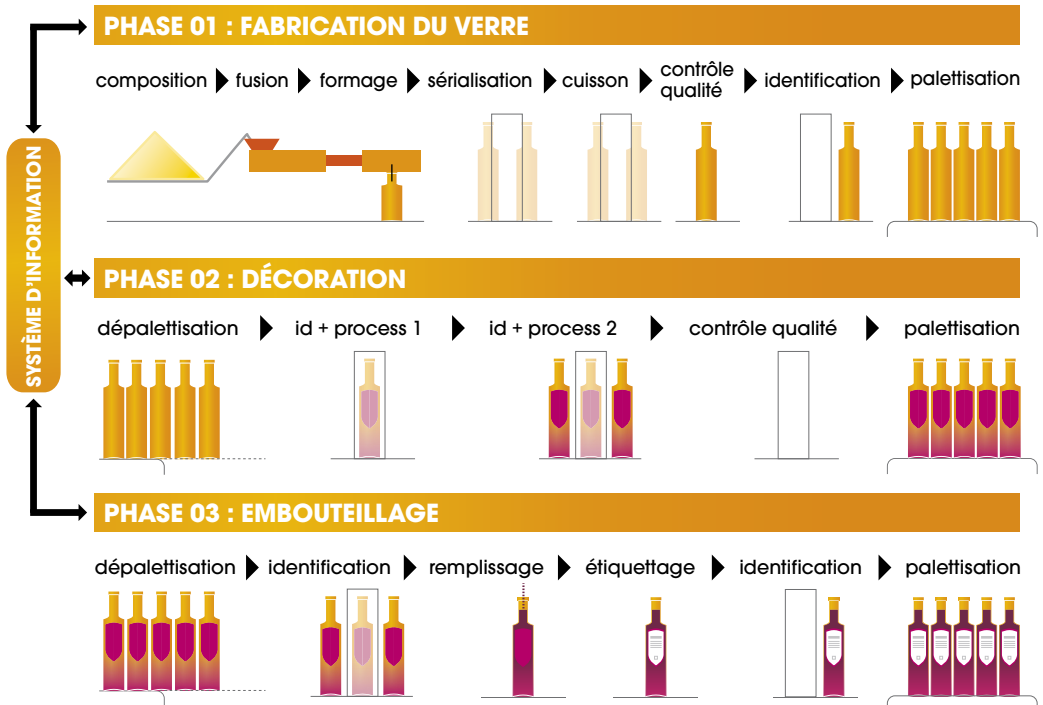 PHASE 01 : FABRICATION DU VERRE
composition fusion formage sérialisation cuisson contrôle qualité identification palettisation
SYSTÈME D'INFORMATION
PHASE 02 : DÉCORATION
dépalettisation id + process 1 id + process 2 contrôle qualité palettisation
PHASE 03 : EMBOUTEILLAGE
dépalettisation identification remplissage étiquettage identification palettisation